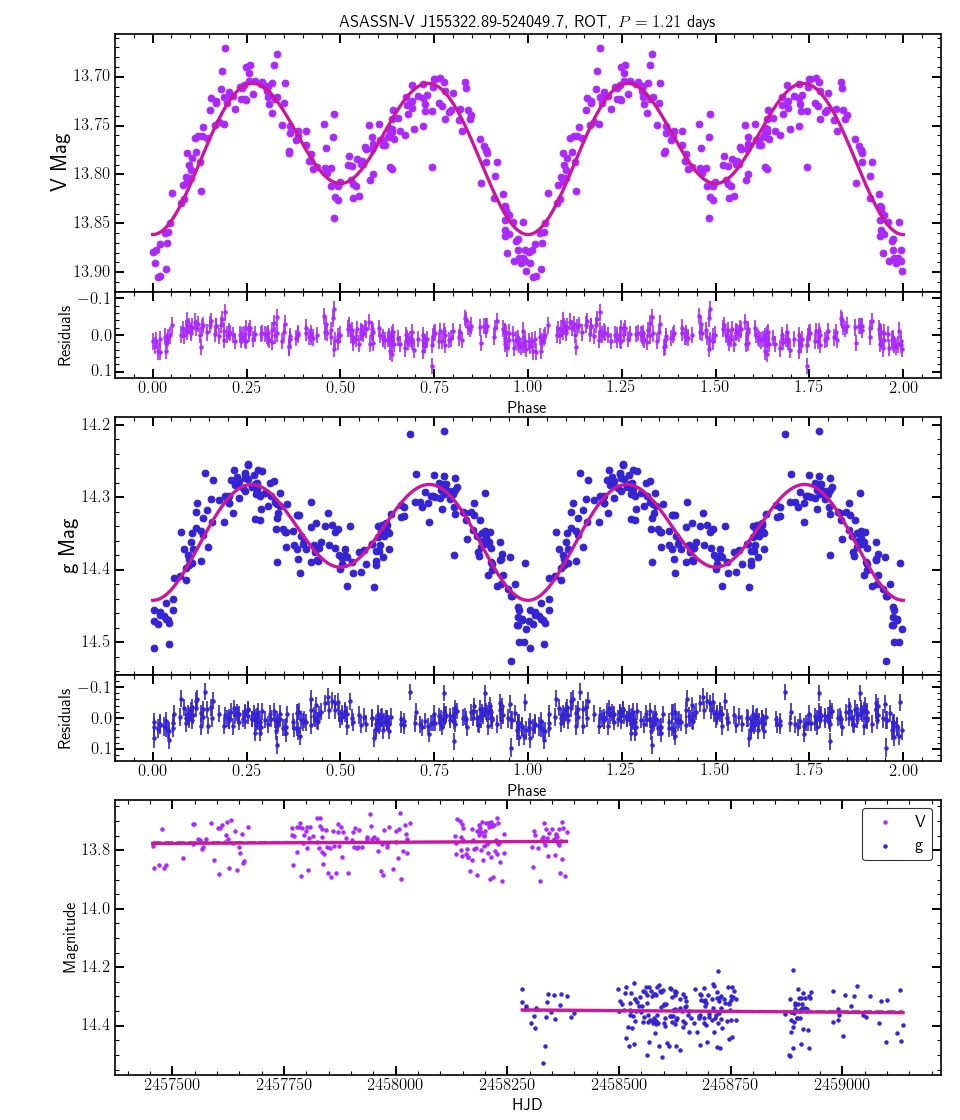 ASASSN-V J155322.89-524049.7, ROT, P = 1.21 days
V Mag
13.70
13.75
13.80
13.85
13.90
Residuals
−0.1
0.0
0.1
0.00 0.25 0.50 0.75 1.00 1.25 1.50 1.75 2.00
Phase
g Mag
14.2
14.3
14.4
14.5
Residuals
−0.1
0.0
0.1
0.00 0.25 0.50 0.75 1.00 1.25 1.50 1.75 2.00
Phase
Magnitude
13.8
14.0
14.2
14.4
V
g
2457500 2457750 2458000 2458250 2458500 2458750 2459000
HJD